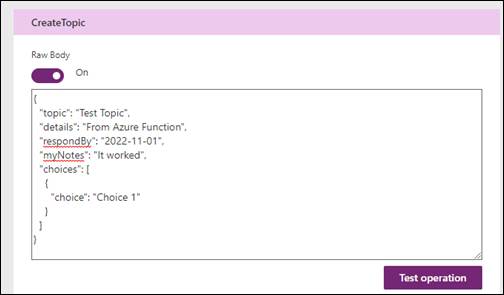 CreateTopic
Raw Body
On
{
"topic": "Test Topic",
"details": "From Azure Function",
"respondBy": "2022-11-01",
"myNotes": "It worked",
"choices": [
{
"choice": "Choice 1"
}
]
}
Test operation